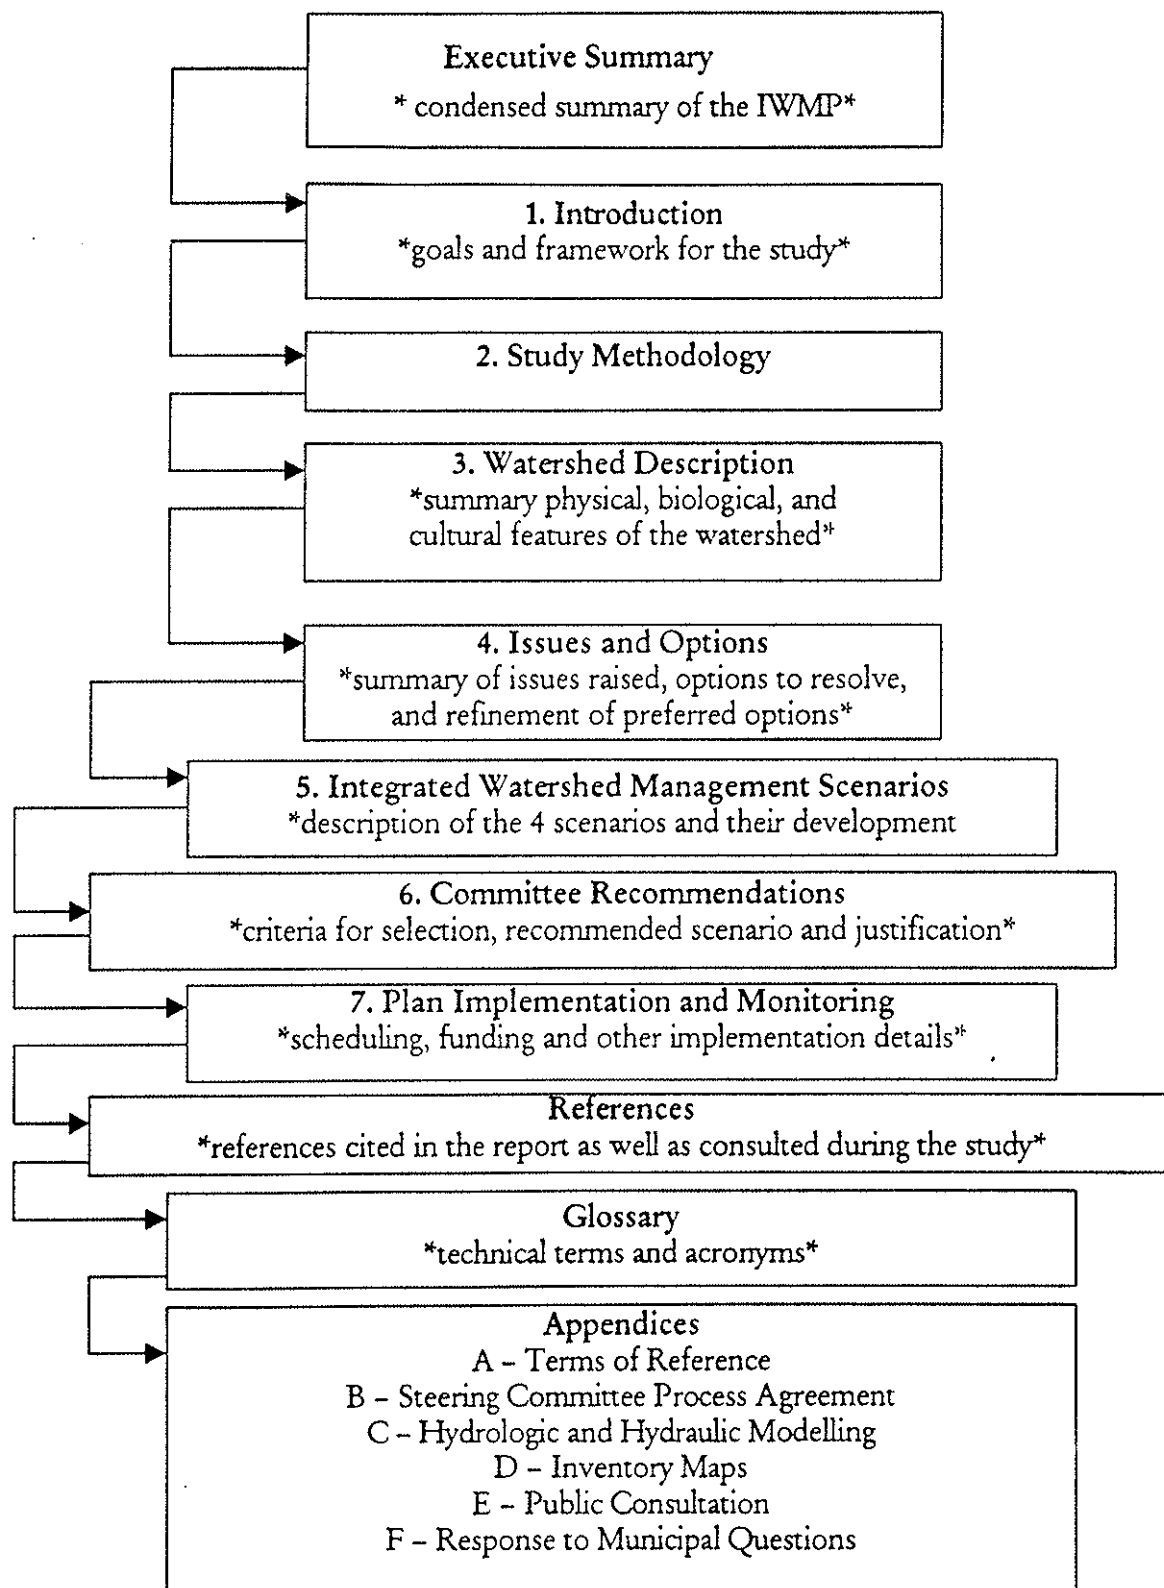 Executive Summary
* condensed summary of the IWMP*
1. Introduction
*goals and framework for the study*
2. Study Methodology
3. Watershed Description
*summary physical, biological, and
cultural features of the watershed*
4. Issues and Options
*summary of issues raised, options to resolve,
and refinement of preferred options*
5. Integrated Watershed Management Scenarios
*description of the 4 scenarios and their development
6. Committee Recommendations
*criteria for selection, recommended scenario and justification*
7. Plan Implementation and Monitoring
*scheduling, funding and other implementation details*
References
*references cited in the report as well as consulted during the study*
Glossary
*technical terms and acronyms*
Appendices
A – Terms of Reference
B – Steering Committee Process Agreement
C – Hydrologic and Hydraulic Modelling
D – Inventory Maps
E – Public Consultation
F – Response to Municipal Questions